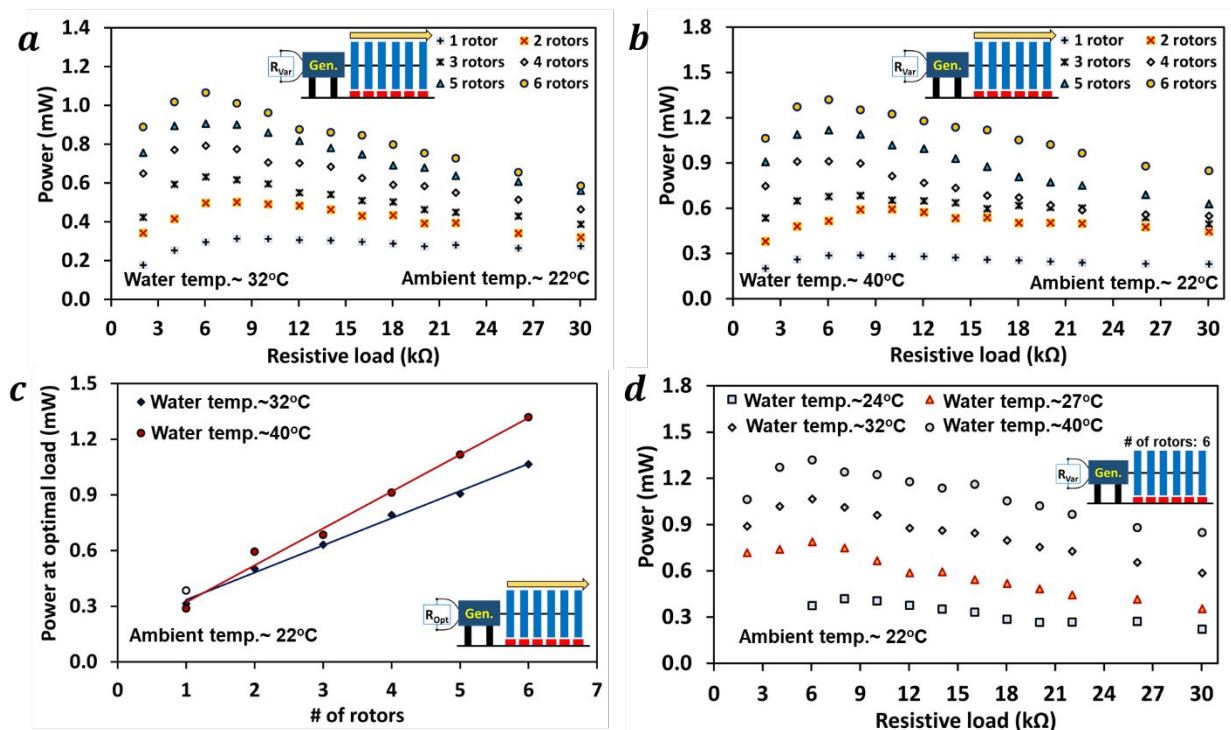 a
1.4
1.2
1.0
0.8
0.6
0.4
0.2
0.0
Power (mW)
R_Var
Gen.
1 rotor
2 rotors
3 rotors
4 rotors
5 rotors
6 rotors
Water temp.~ 32°C
Ambient temp.~ 22°C
0 3 6 9 12 15 18 21 24 27 30
Resistive load (kΩ)
b
1.8
1.5
1.2
0.9
0.6
0.3
0.0
Power (mW)
R_Var
Gen.
1 rotor
2 rotors
3 rotors
4 rotors
5 rotors
6 rotors
Water temp.~ 40°C
Ambient temp.~ 22°C
0 3 6 9 12 15 18 21 24 27 30
Resistive load (kΩ)
c
1.5
1.2
0.9
0.6
0.3
0.0
Power at optimal load (mW)
Water temp.~32°C
Water temp.~40°C
R_Opt
Gen.
Ambient temp.~ 22°C
0 1 2 3 4 5 6 7
# of rotors
d
1.8
1.5
1.2
0.9
0.6
0.3
0.0
Power (mW)
Water temp.~24°C
Water temp.~27°C
Water temp.~32°C
Water temp.~40°C
# of rotors: 6
R_Var
Gen.
Ambient temp.~ 22°C
0 3 6 9 12 15 18 21 24 27 30
Resistive load (kΩ)